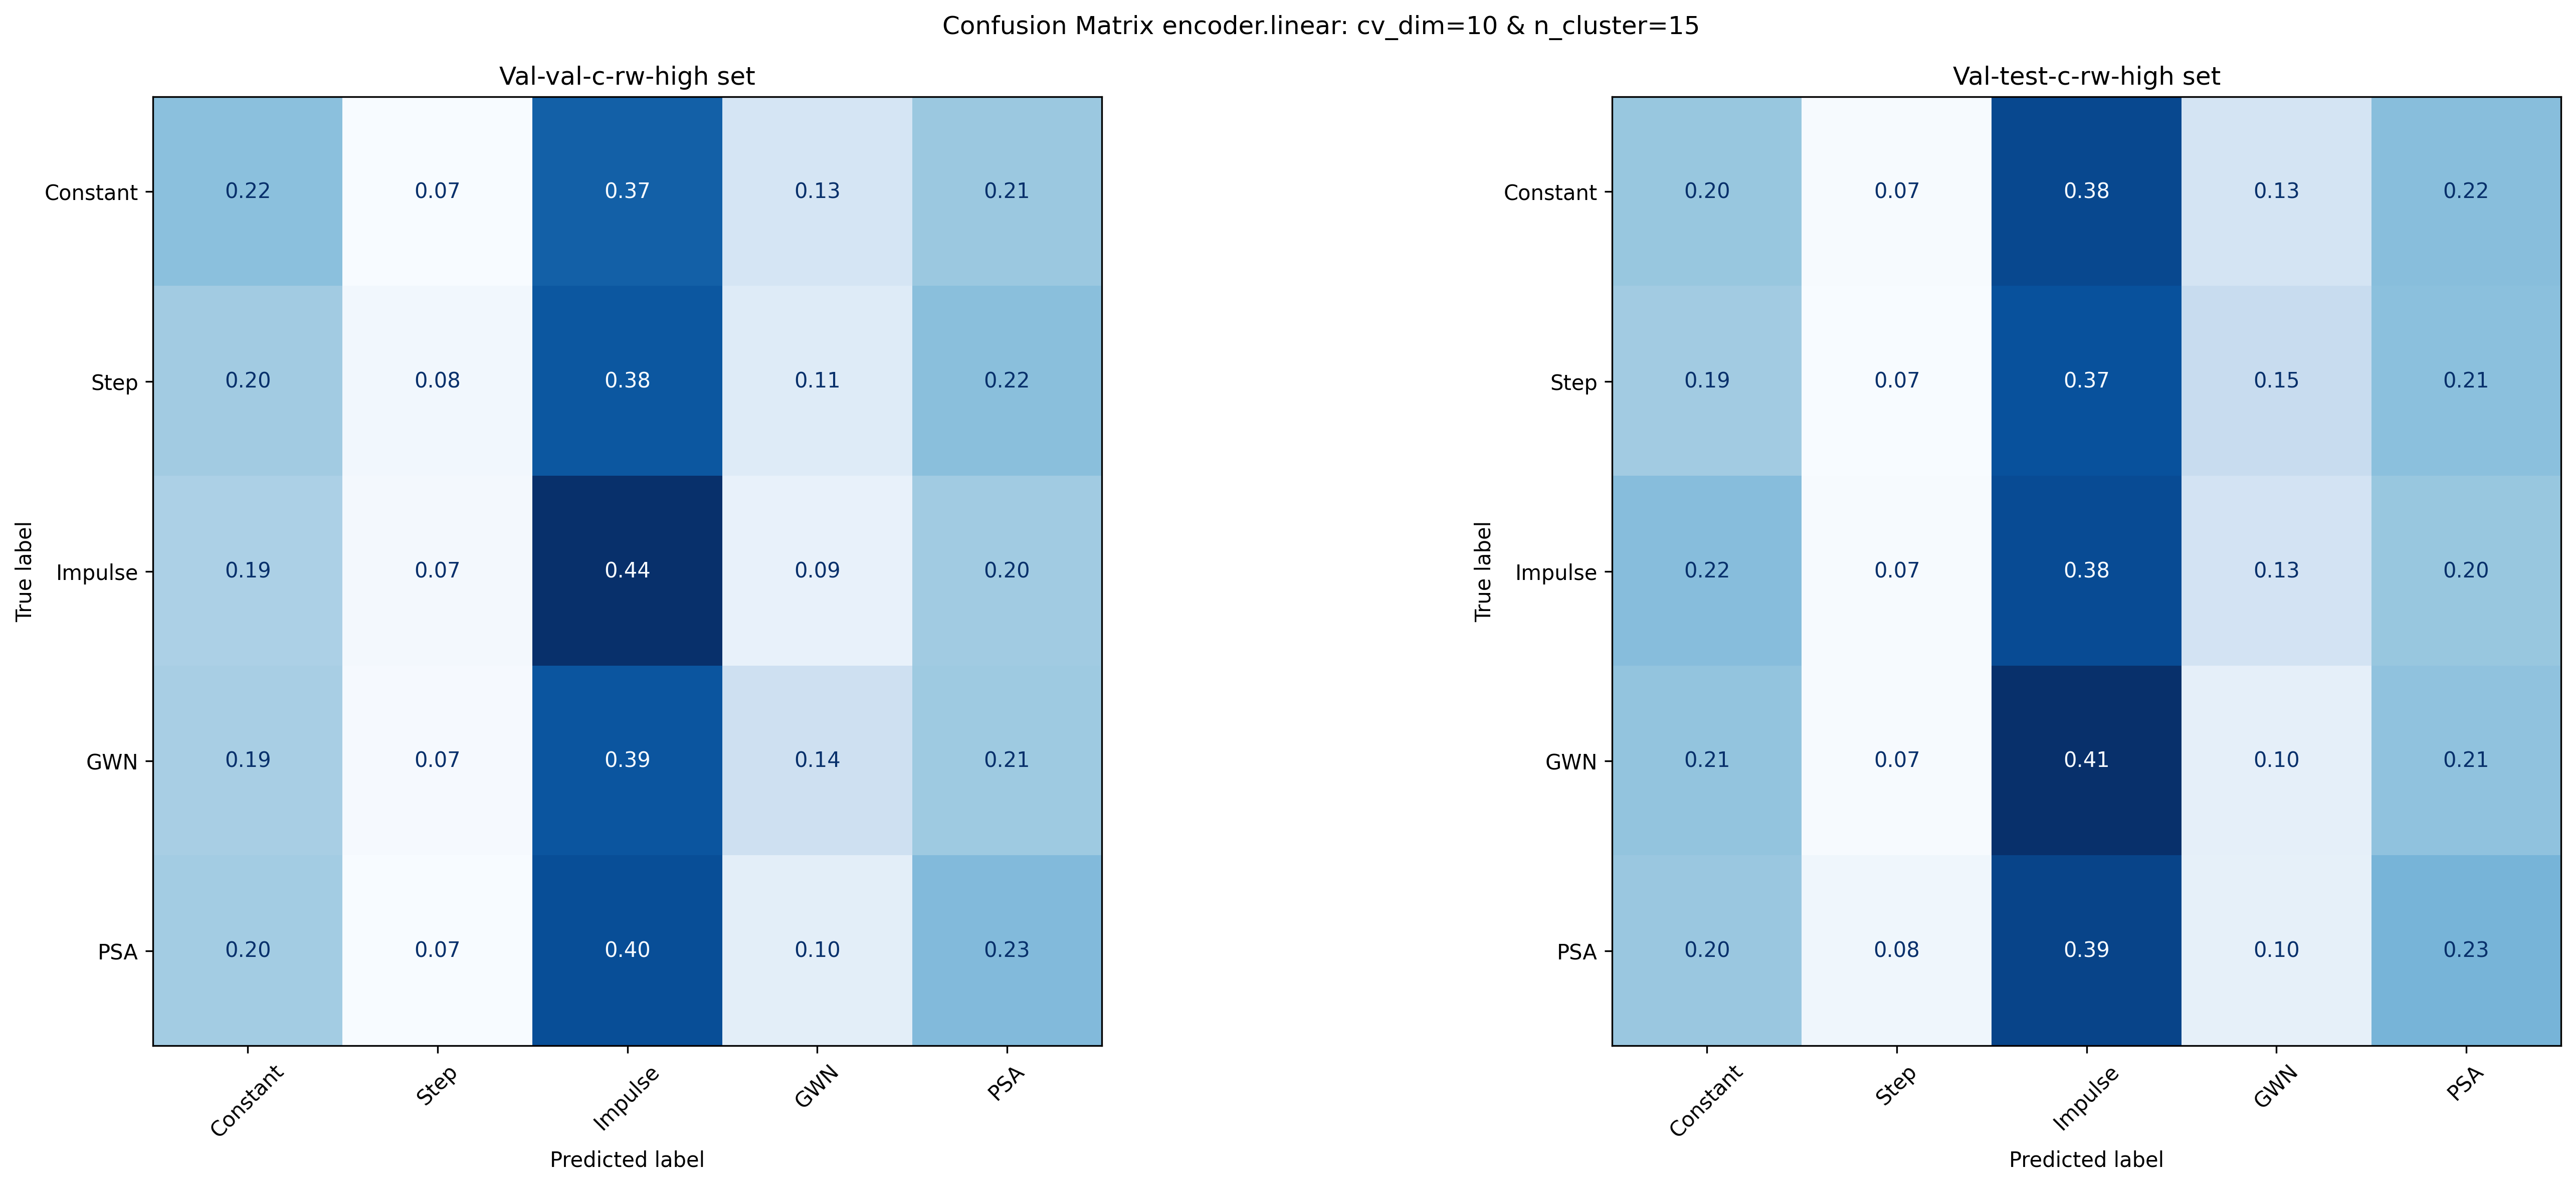 Confusion Matrix encoder.linear: cv_dim=10 & n_cluster=15
Val-val-c-rw-high set
True label
Constant 0.22 0.07 0.37 0.13 0.21
Step 0.20 0.08 0.38 0.11 0.22
Impulse 0.19 0.07 0.44 0.09 0.20
GWN 0.19 0.07 0.39 0.14 0.21
PSA 0.20 0.07 0.40 0.10 0.23
Constant Step Impulse GWN PSA
Predicted label
Val-test-c-rw-high set
True label
Constant 0.20 0.07 0.38 0.13 0.22
Step 0.19 0.07 0.37 0.15 0.21
Impulse 0.22 0.07 0.38 0.13 0.20
GWN 0.21 0.07 0.41 0.10 0.21
PSA 0.20 0.08 0.39 0.10 0.23
Constant Step Impulse GWN PSA
Predicted label